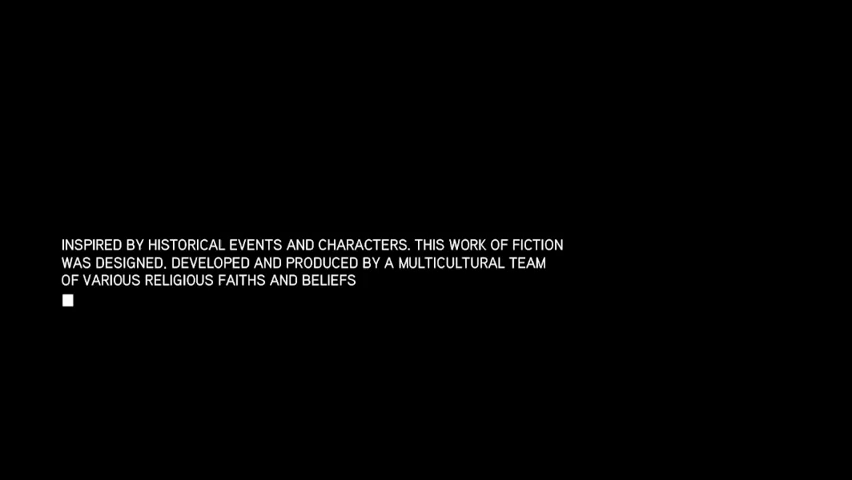 INSPIRED BY HISTORICAL EVENTS AND CHARACTERS. THIS WORK OF FICTION
WAS DESIGNED, DEVELOPED AND PRODUCED BY A MULTICULTURAL TEAM
OF VARIOUS RELIGIOUS FAITHS AND BELIEFS